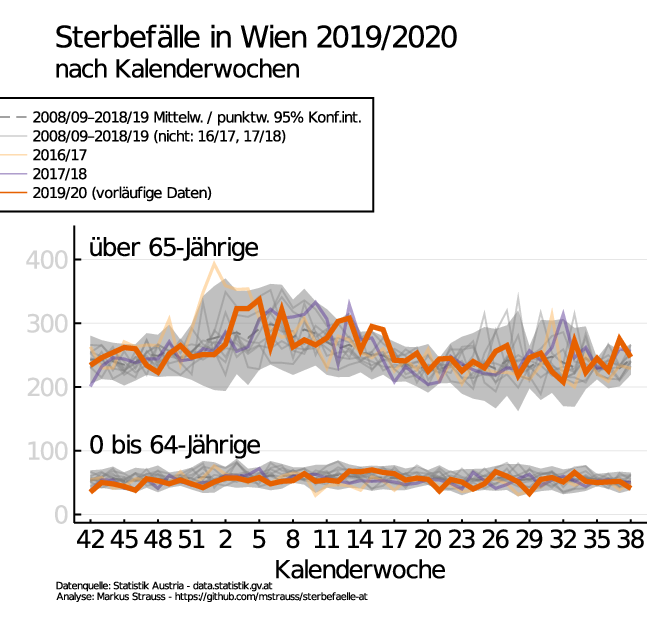 Sterbefälle in Wien 2019/2020
nach Kalenderwochen
2008/09–2018/19 Mittelw. / punktw. 95% Konf.int.
2008/09–2018/19 (nicht: 16/17, 17/18)
2016/17
2017/18
2019/20 (vorläufige Daten)
über 65-Jährige
400
300
200
100
0 bis 64-Jährige
0
42 45 48 51 2 5 8 11 14 17 20 23 26 29 32 35 38
Kalenderwoche
Datenquelle: Statistik Austria - data.statistik.gv.at
Analyse: Markus Strauss - https://github.com/mstrauss/sterbefaelle-at